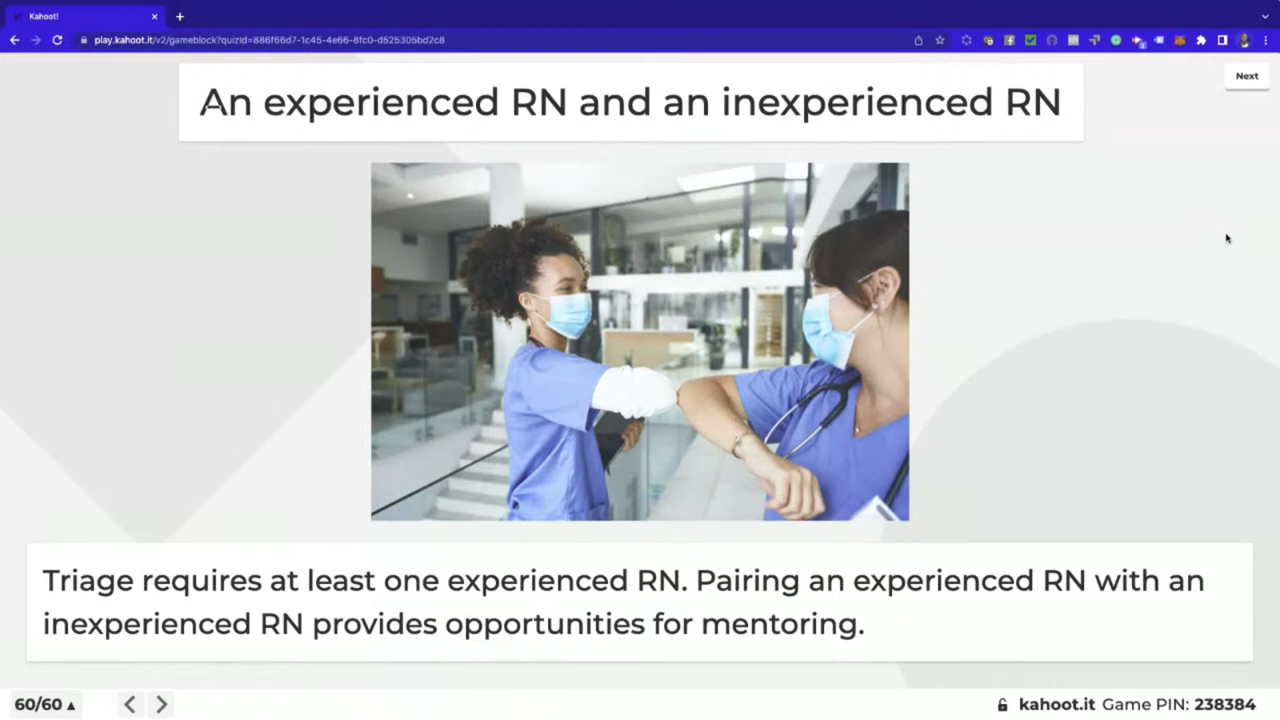 Kahoot!
play.kahoot.it/v2/gameblock?quizId=886f66d7-1c45-4e66-8fc0-d525305bd2c8
Next
An experienced RN and an inexperienced RN
Triage requires at least one experienced RN. Pairing an experienced RN with an
inexperienced RN provides opportunities for mentoring.
60/60
kahoot.it Game PIN: 238384